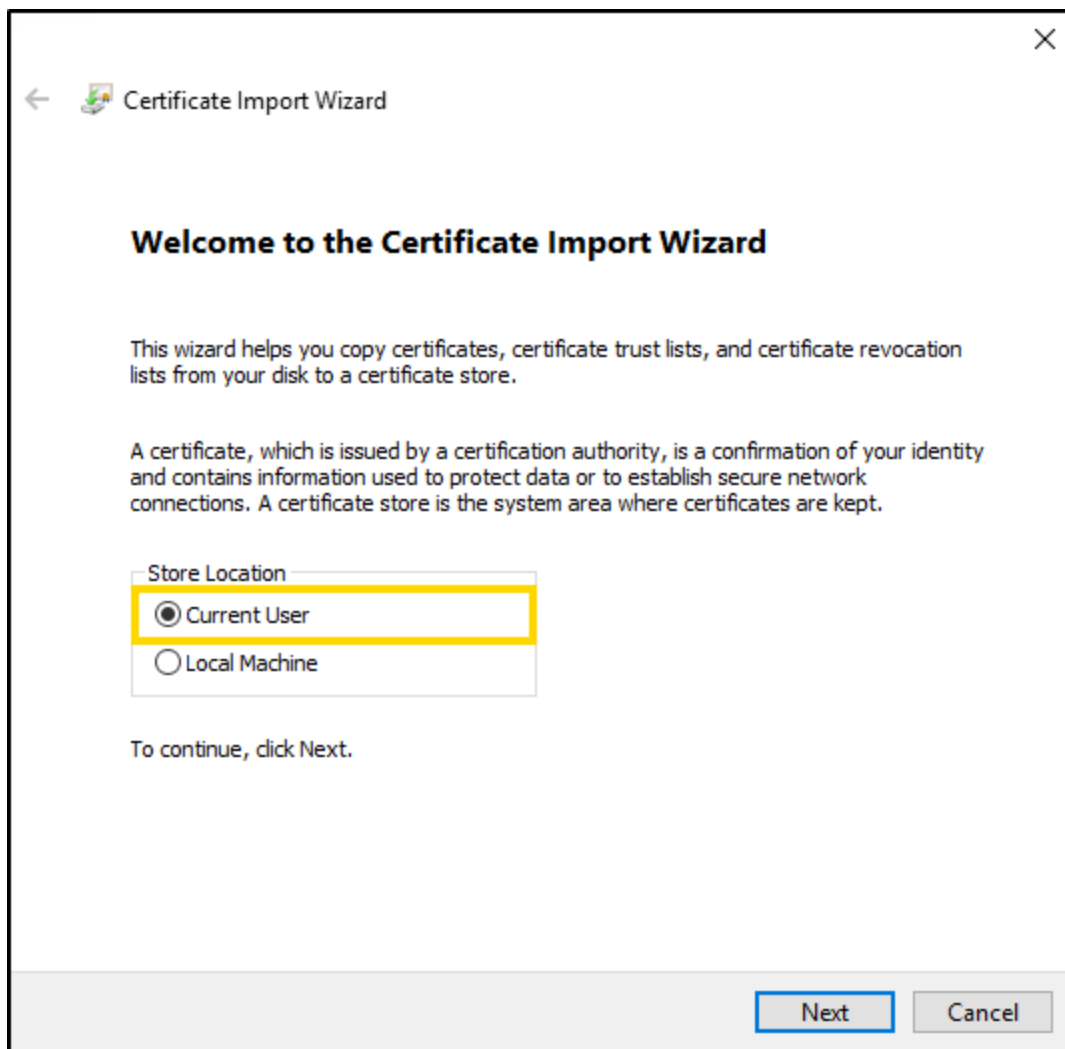 Certificate Import Wizard
Welcome to the Certificate Import Wizard
This wizard helps you copy certificates, certificate trust lists, and certificate revocation
lists from your disk to a certificate store.
A certificate, which is issued by a certification authority, is a confirmation of your identity
and contains information used to protect data or to establish secure network
connections. A certificate store is the system area where certificates are kept.
Store Location
Current User
Local Machine
To continue, click Next.
Next Cancel